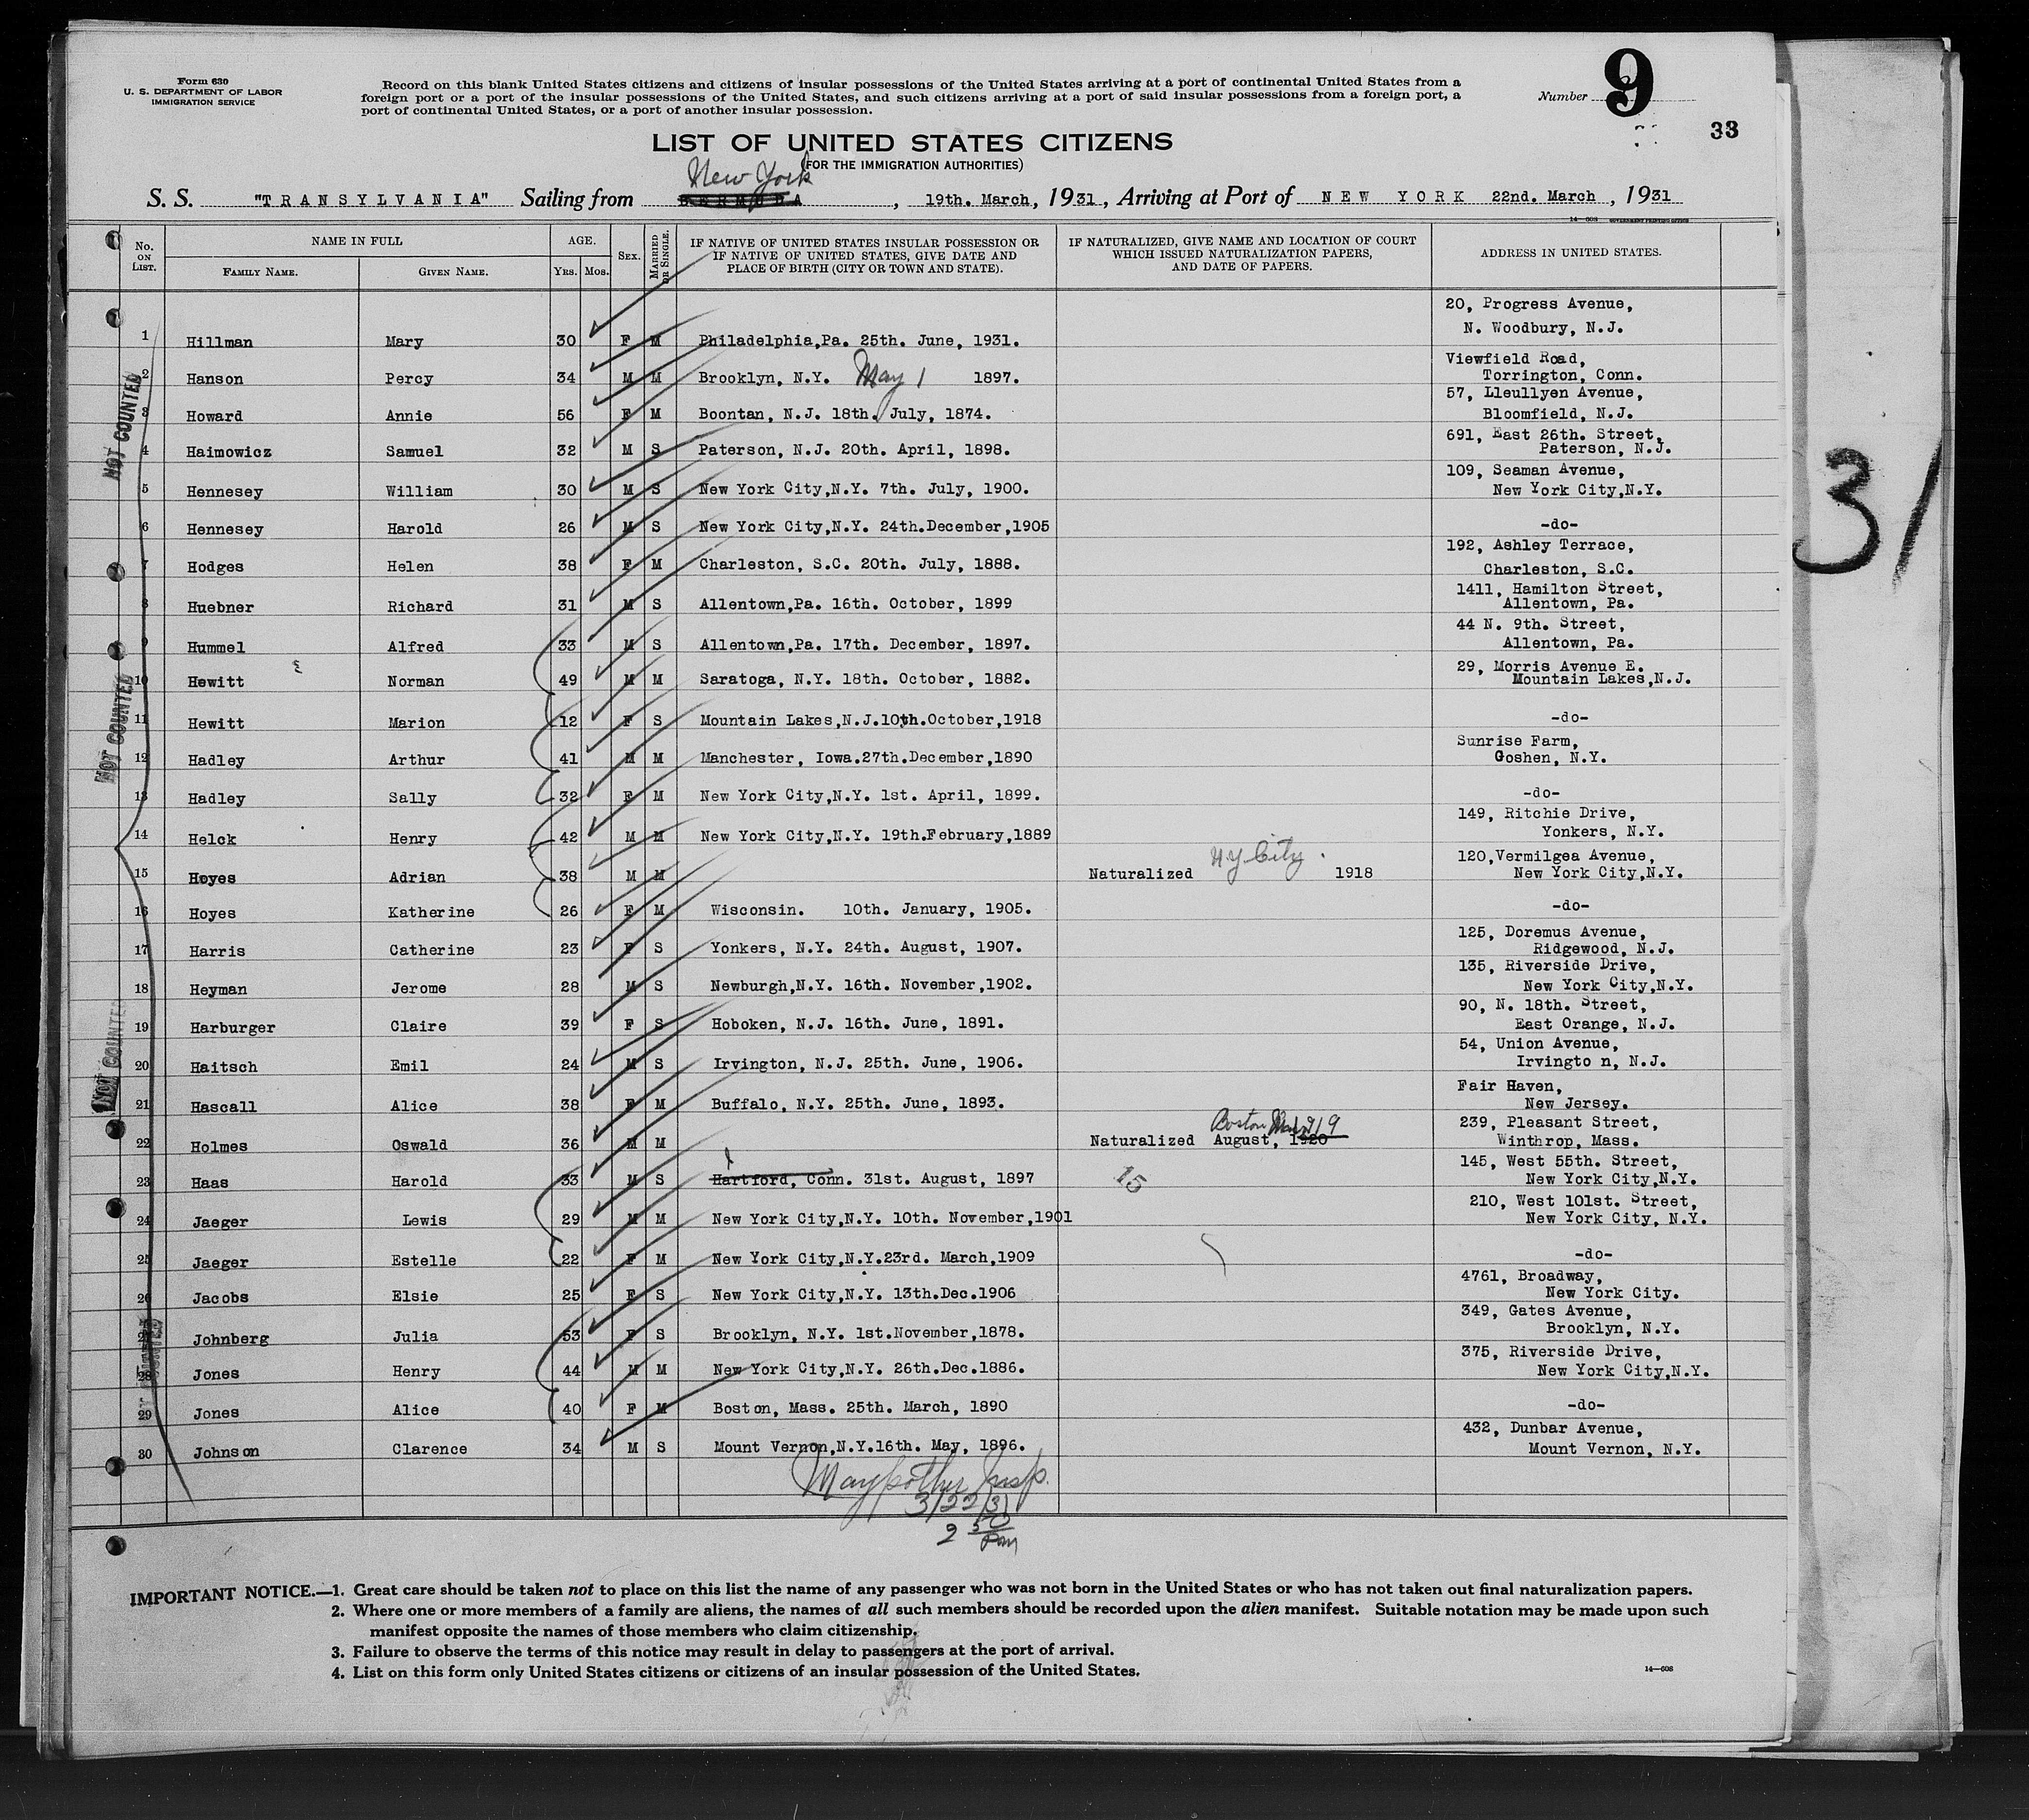 Form 630
U. S. DEPARTMENT OF LABOR
IMMIGRATION SERVICE
Record on this blank United States citizens and citizens of insular possessions of the United States arriving at a port of continental United States from a
foreign port or a port of the insular possessions of the United States, and such citizens arriving at a port of said insular possessions from a foreign port, a
port of continental United States, or a port of another insular possession.
Number 9
33
LIST OF UNITED STATES CITIZENS
(FOR THE IMMIGRATION AUTHORITIES)
New York
S. S. "TRANSYLVANIA" Sailing from BERMUDA, 19th. March, 1931, Arriving at Port of NEW YORK 22nd. March, 1931
14-608 GOVERNMENT PRINTING OFFICE
No. ON LIST. NAME IN FULL FAMILY NAME. GIVEN NAME. AGE. YRS. MOS. SEX. MARRIED OR SINGLE. IF NATIVE OF UNITED STATES INSULAR POSSESSION OR IF NATIVE OF UNITED STATES, GIVE DATE AND PLACE OF BIRTH (CITY OR TOWN AND STATE). IF NATURALIZED, GIVE NAME AND LOCATION OF COURT WHICH ISSUED NATURALIZATION PAPERS, AND DATE OF PAPERS. ADDRESS IN UNITED STATES.
1 Hillman Mary 30 F M Philadelphia,Pa. 25th. June, 1931. 20, Progress Avenue, N. Woodbury, N.J.
2 Hanson Percy 34 M M Brooklyn, N.Y. May 1 1897. Viewfield Road, Torrington, Conn.
3 Howard Annie 56 F M Boontan, N.J. 18th. July, 1874. 57, Lleullyen Avenue, Bloomfield, N.J.
4 Haimowicz Samuel 32 M S Paterson, N.J. 20th. April, 1898. 691, East 26th. Street, Paterson, N.J.
5 Hennesey William 30 M S New York City,N.Y. 7th. July, 1900. 109, Seaman Avenue, New York City,N.Y.
6 Hennesey Harold 26 M S New York City,N.Y. 24th.December,1905 -do-
7 Hodges Helen 38 F M Charleston, S.C. 20th. July, 1888. 192, Ashley Terrace, Charleston, S.C.
8 Huebner Richard 31 M S Allentown,Pa. 16th. October, 1899 1411, Hamilton Street, Allentown, Pa.
9 Hummel Alfred 33 M S Allentown,Pa. 17th. December, 1897. 44 N. 9th. Street, Allentown, Pa.
10 Hewitt Norman 49 M M Saratoga, N.Y. 18th. October, 1882. 29, Morris Avenue E. Mountain Lakes,N.J.
11 Hewitt Marion 12 F S Mountain Lakes,N.J.10th.October,1918 -do-
12 Hadley Arthur 41 M M Manchester, Iowa.27th.December,1890 Sunrise Farm, Goshen, N.Y.
13 Hadley Sally 32 F M New York City,N.Y. 1st. April, 1899. -do-
14 Helck Henry 42 M M New York City,N.Y. 19th.February,1889 149, Ritchie Drive, Yonkers, N.Y.
15 Hoyes Adrian 38 M M Naturalized N.Y. City. 1918 120,Vermilgea Avenue, New York City,N.Y.
16 Hoyes Katherine 26 F M Wisconsin. 10th. January, 1905. -do-
17 Harris Catherine 23 F S Yonkers, N.Y. 24th. August, 1907. 125, Doremus Avenue, Ridgewood, N.J.
18 Heyman Jerome 28 M S Newburgh,N.Y. 16th. November,1902. 135, Riverside Drive, New York City,N.Y.
19 Harburger Claire 39 F S Hoboken, N.J. 16th. June, 1891. 90, N. 18th. Street, East Orange, N.J.
20 Haitsch Emil 24 M S Irvington, N.J. 25th. June, 1906. 54, Union Avenue, Irvingto n, N.J.
21 Hascall Alice 38 F M Buffalo, N.Y. 25th. June, 1893. Fair Haven, New Jersey.
22 Holmes Oswald 36 M M Naturalized August, 1920 Boston 1919 239, Pleasant Street, Winthrop, Mass.
23 Haas Harold 33 M S Hartford, Conn. 31st. August, 1897 15 145, West 55th. Street, New York City,N.Y.
24 Jaeger Lewis 29 M M New York City,N.Y. 10th. November,1901 210, West 101st. Street, New York City, N.Y.
25 Jaeger Estelle 22 F M New York City,N.Y.23rd. March,1909 -do-
26 Jacobs Elsie 25 F S New York City,N.Y. 13th.Dec.1906 4761, Broadway, New York City.
27 Johnberg Julia 53 F S Brooklyn, N.Y. 1st.November,1878. 349, Gates Avenue, Brooklyn, N.Y.
28 Jones Henry 44 M M New York City,N.Y. 26th.Dec.1886. 375, Riverside Drive, New York City,N.Y.
29 Jones Alice 40 F M Boston, Mass. 25th. March, 1890 -do-
30 Johnson Clarence 34 M S Mount Vernon,N.Y.16th. May, 1896. 432, Dunbar Avenue, Mount Vernon, N.Y.
NOT COUNTED
NOT COUNTED
NOT COUNTED
NOT COUNTED
31
Insp.
3/22/31
2 50 pm
IMPORTANT NOTICE.—1. Great care should be taken not to place on this list the name of any passenger who was not born in the United States or who has not taken out final naturalization papers.
2. Where one or more members of a family are aliens, the names of all such members should be recorded upon the alien manifest. Suitable notation may be made upon such
manifest opposite the names of those members who claim citizenship.
3. Failure to observe the terms of this notice may result in delay to passengers at the port of arrival.
4. List on this form only United States citizens or citizens of an insular possession of the United States.
14—608